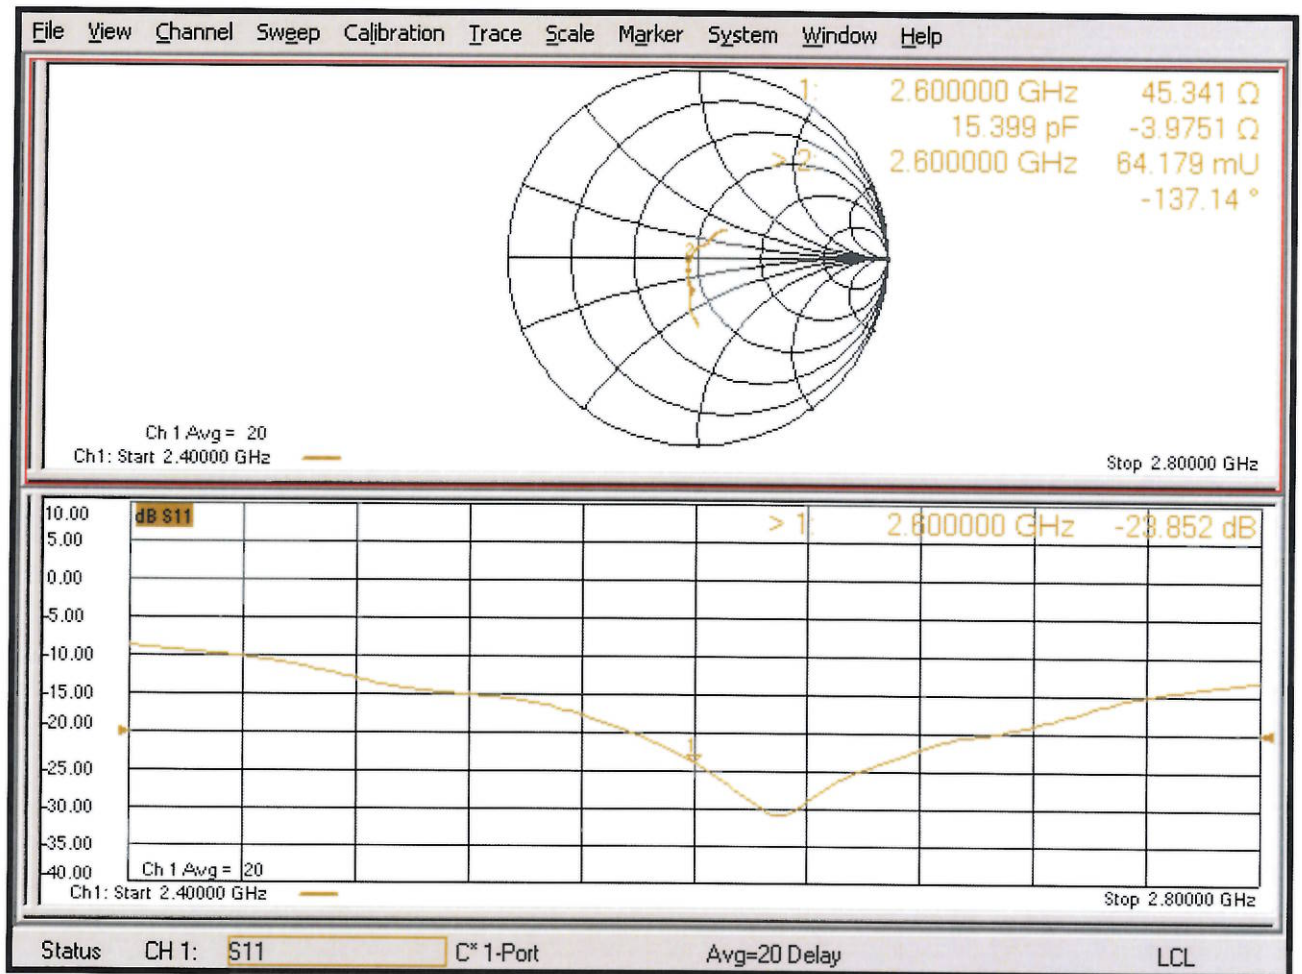 File View Channel Sweep Calibration Trace Scale Marker System Window Help
1: 2.600000 GHz 45.341 Ω
15.399 pF -3.9751 Ω
> 2: 2.600000 GHz 64.179 mU
-137.14 °
2
Ch 1 Avg = 20
Ch1: Start 2.40000 GHz
Stop 2.80000 GHz
10.00
dB S11
> 1: 2.600000 GHz -23.852 dB
5.00
0.00
-5.00
-10.00
-15.00
-20.00
1
-25.00
-30.00
-35.00
-40.00
Ch 1 Avg = 20
Ch1: Start 2.40000 GHz
Stop 2.80000 GHz
Status CH 1: S11 C* 1-Port Avg=20 Delay LCL